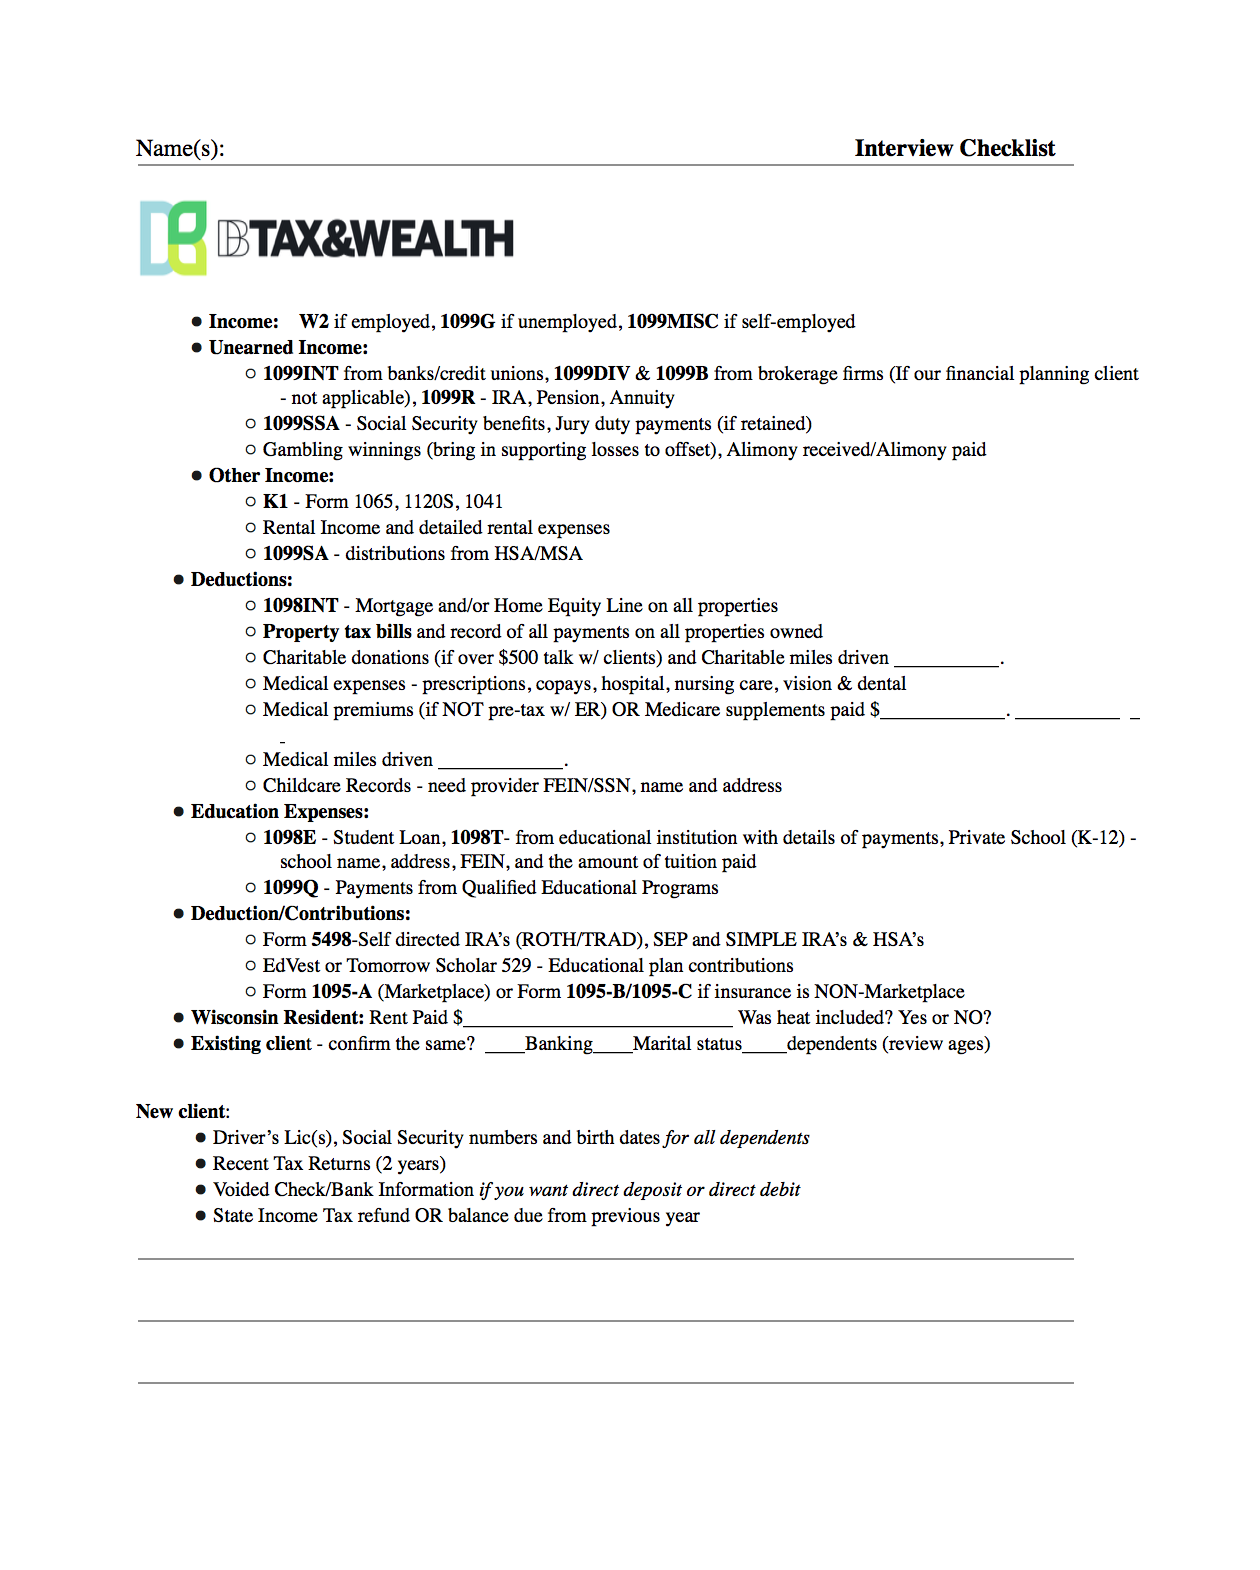 Name(s): Interview Checklist
DB TAX&WEALTH
● Income: W2 if employed, 1099G if unemployed, 1099MISC if self-employed
● Unearned Income:
○ 1099INT from banks/credit unions, 1099DIV & 1099B from brokerage firms (If our financial planning client
- not applicable), 1099R - IRA, Pension, Annuity
○ 1099SSA - Social Security benefits, Jury duty payments (if retained)
○ Gambling winnings (bring in supporting losses to offset), Alimony received/Alimony paid
● Other Income:
○ K1 - Form 1065, 1120S, 1041
○ Rental Income and detailed rental expenses
○ 1099SA - distributions from HSA/MSA
● Deductions:
○ 1098INT - Mortgage and/or Home Equity Line on all properties
○ Property tax bills and record of all payments on all properties owned
○ Charitable donations (if over $500 talk w/ clients) and Charitable miles driven ___________.
○ Medical expenses - prescriptions, copays, hospital, nursing care, vision & dental
○ Medical premiums (if NOT pre-tax w/ ER) OR Medicare supplements paid $_____________. ___________ _
-
○ Medical miles driven _____________.
○ Childcare Records - need provider FEIN/SSN, name and address
● Education Expenses:
○ 1098E - Student Loan, 1098T- from educational institution with details of payments, Private School (K-12) -
school name, address, FEIN, and the amount of tuition paid
○ 1099Q - Payments from Qualified Educational Programs
● Deduction/Contributions:
○ Form 5498-Self directed IRA’s (ROTH/TRAD), SEP and SIMPLE IRA’s & HSA’s
○ EdVest or Tomorrow Scholar 529 - Educational plan contributions
○ Form 1095-A (Marketplace) or Form 1095-B/1095-C if insurance is NON-Marketplace
● Wisconsin Resident: Rent Paid $____________________________ Was heat included? Yes or NO?
● Existing client - confirm the same? ____Banking____Marital status____dependents (review ages)
New client:
● Driver’s Lic(s), Social Security numbers and birth dates for all dependents
● Recent Tax Returns (2 years)
● Voided Check/Bank Information if you want direct deposit or direct debit
● State Income Tax refund OR balance due from previous year